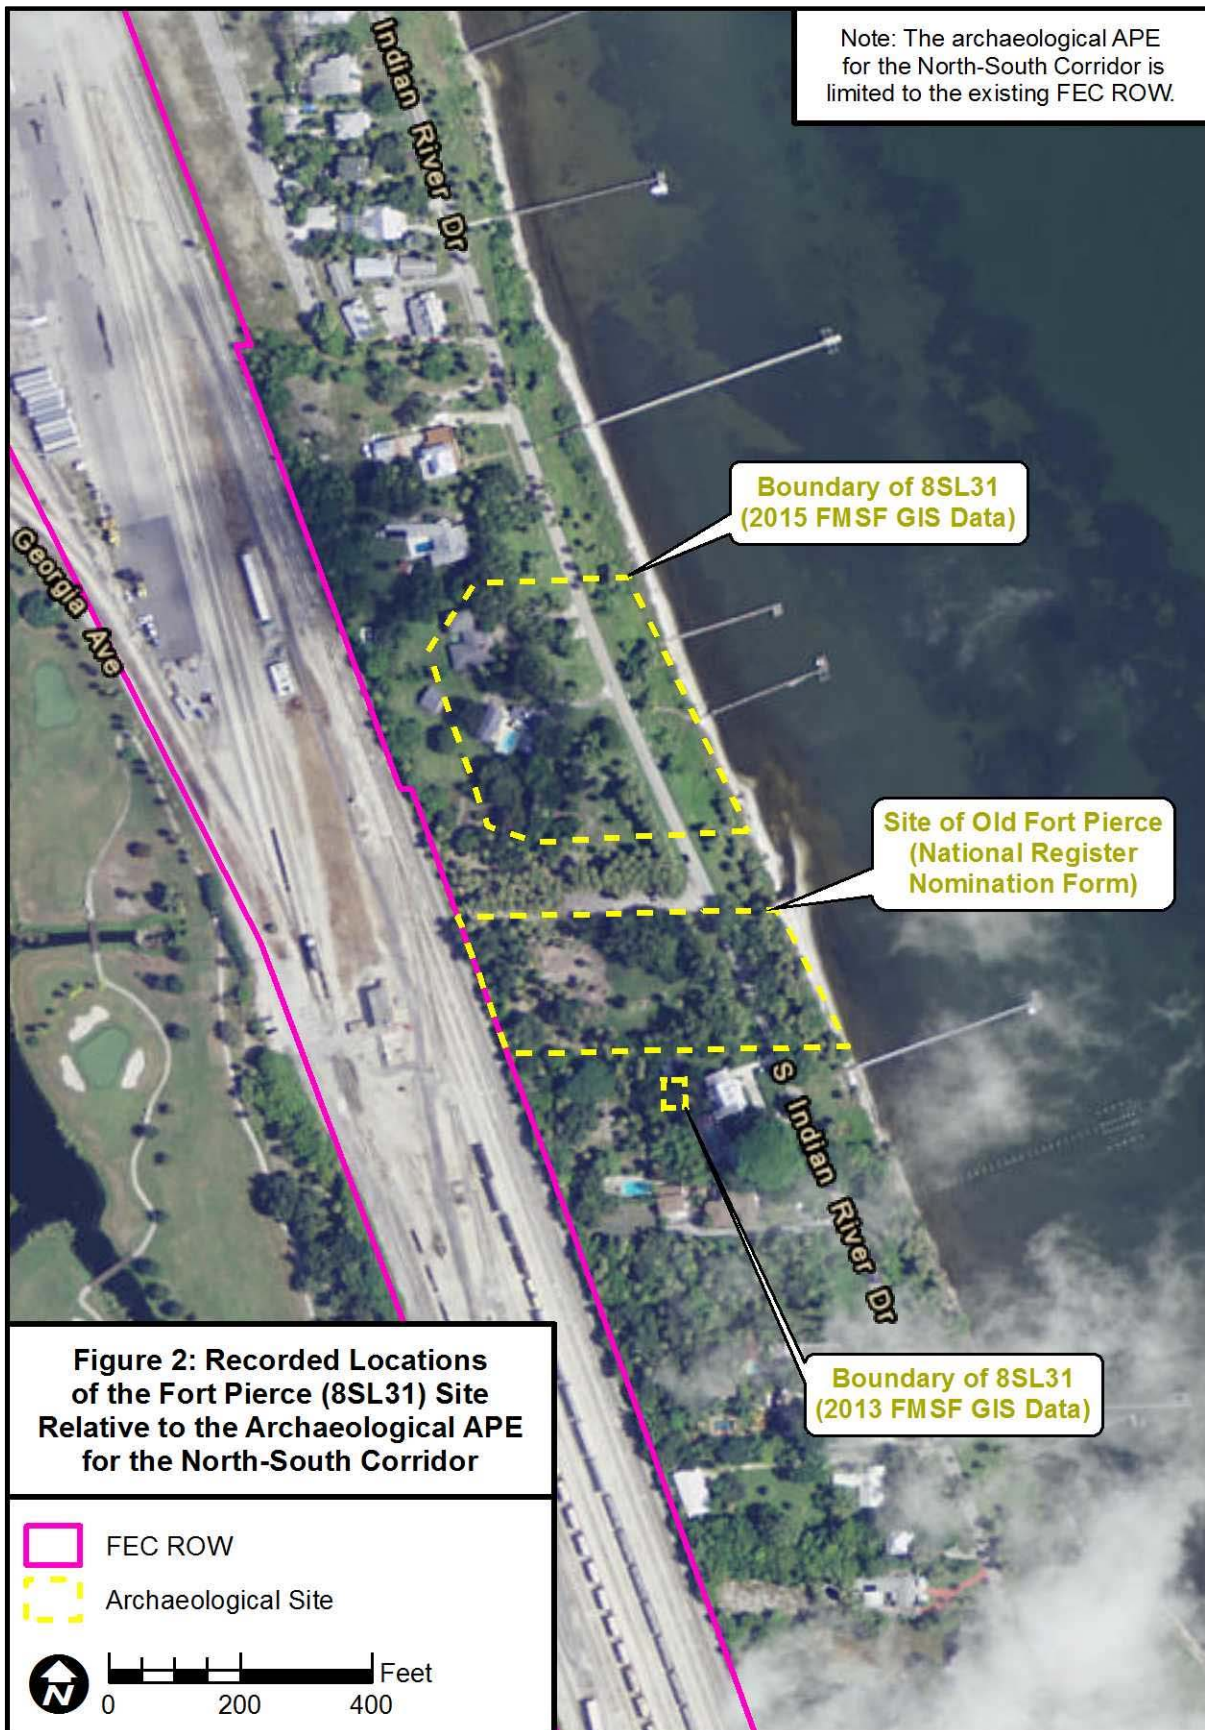 Note: The archaeological APE
for the North-South Corridor is
limited to the existing FEC ROW.
Indian River Dr
Boundary of 8SL31
(2015 FMSF GIS Data)
Georgia Ave
Site of Old Fort Pierce
(National Register
Nomination Form)
S Indian River Dr
Boundary of 8SL31
(2013 FMSF GIS Data)
Figure 2: Recorded Locations
of the Fort Pierce (8SL31) Site
Relative to the Archaeological APE
for the North-South Corridor
FEC ROW
Archaeological Site
N
Feet
0 200 400